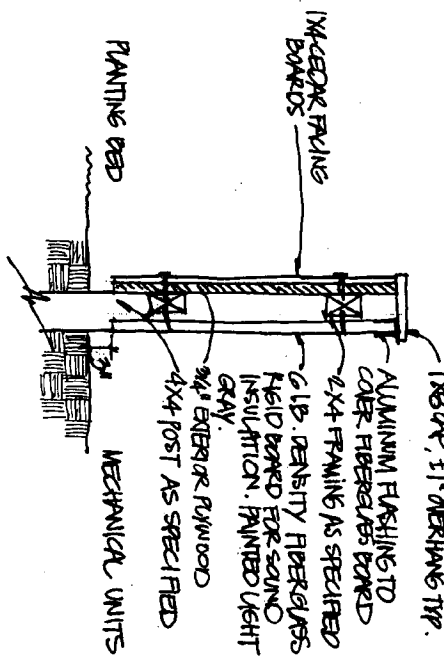 CAP, 1" OVERHANG TYP.
ALUMINUM FLASHING TO
COVER FIBERGLASS BOARD
2X4 FRAMING AS SPECIFIED
6 LB. DENSITY FIBERGLASS
RIGID BOARD FOR SOUND
INSULATION. PAINTED LIGHT
GRAY.
3/4" EXTERIOR PLYWOOD
4X4 POST AS SPECIFIED
MECHANICAL UNITS
3"
1X4 CEDAR FACING
BOARDS
PLANTING BED